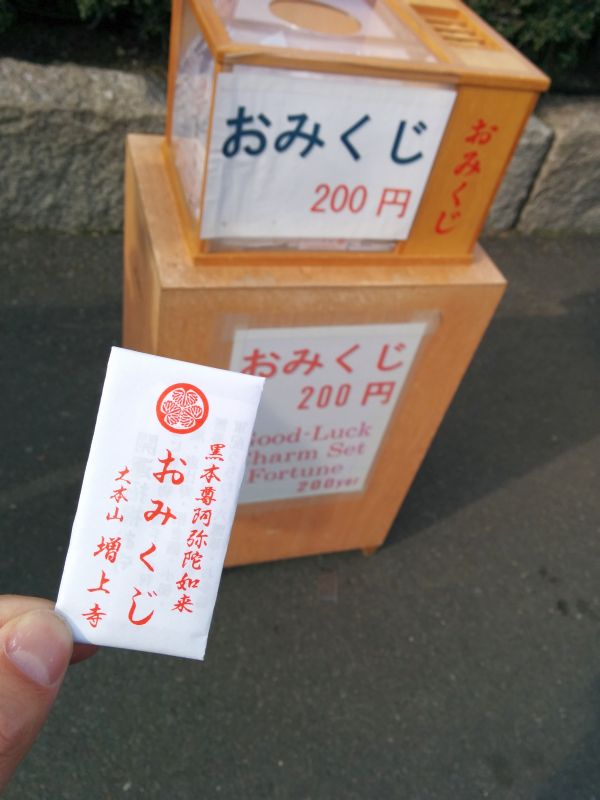 おみくじ
200円
おみくじ
おみくじ
200円
Good-Luck
Charm Set
Fortune
200yen
黒本尊阿弥陀如来
おみくじ
大本山 増上寺